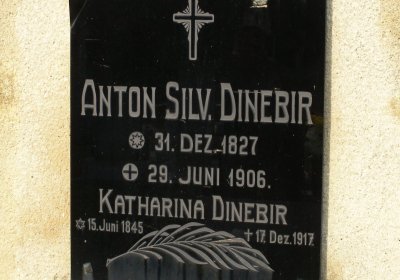 ANTON SILV. DINEBIR
31. DEZ. 1827
29. JUNI 1906.
KATHARINA DINEBIR
15. Juni 1845 † 17. Dez. 1917.